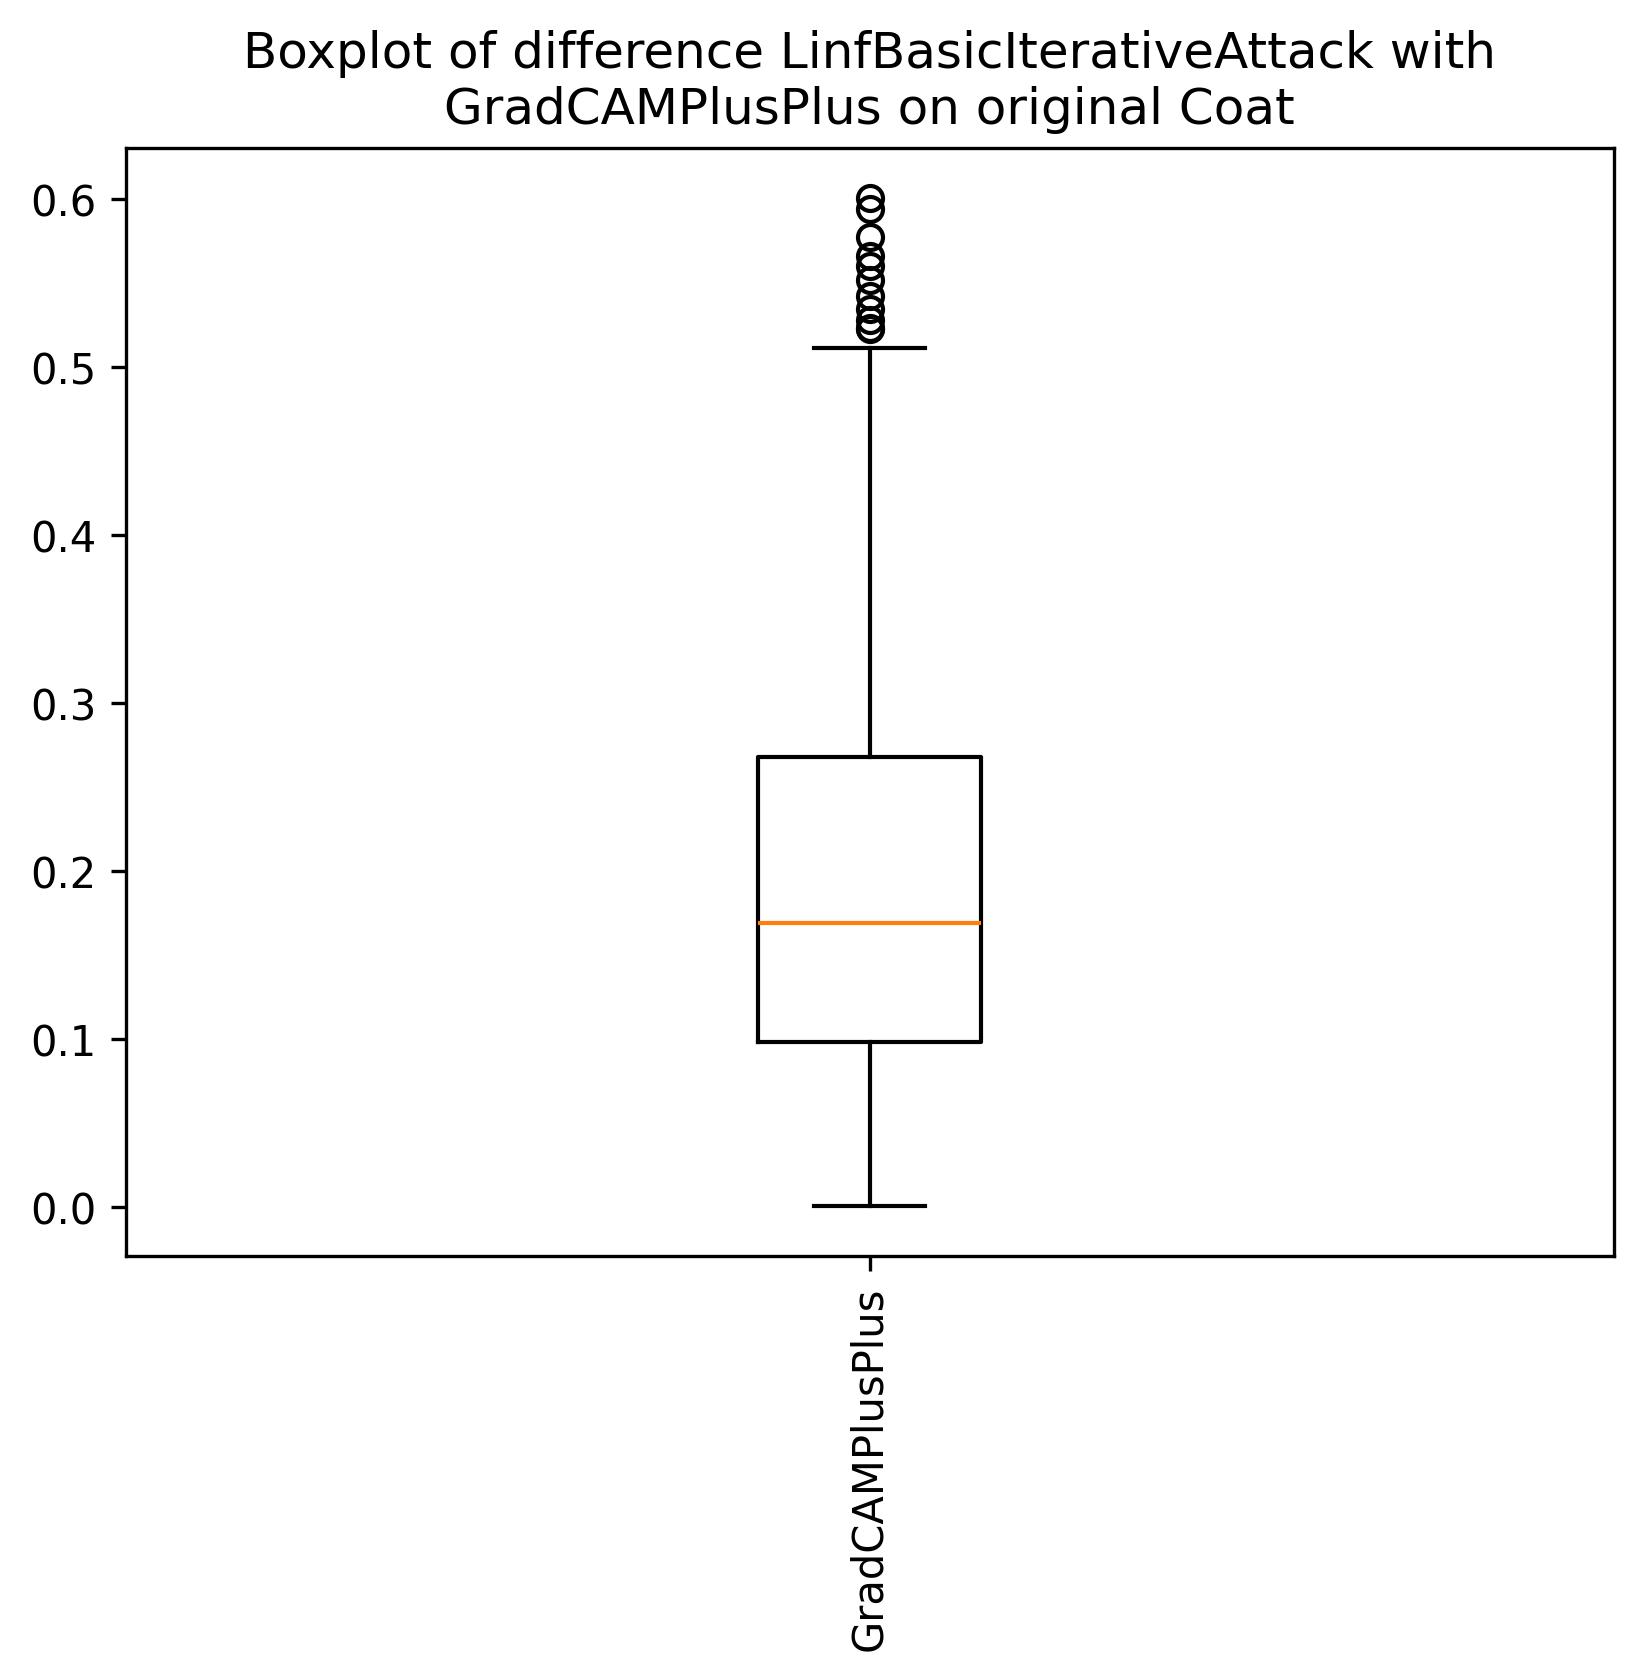 Boxplot of difference LinfBasicIterativeAttack with
GradCAMPlusPlus on original Coat
0.6
0.5
0.4
0.3
0.2
0.1
0.0
GradCAMPlusPlus